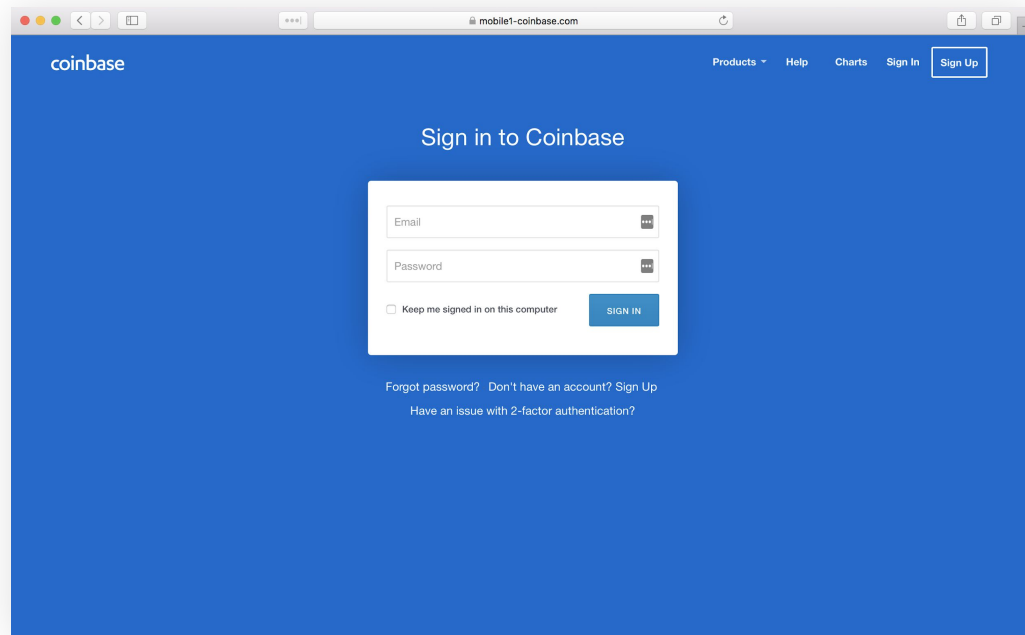 mobile1-coinbase.com
coinbase
Products Help Charts Sign In Sign Up
Sign in to Coinbase
Email
Password
Keep me signed in on this computer SIGN IN
Forgot password? Don't have an account? Sign Up
Have an issue with 2-factor authentication?